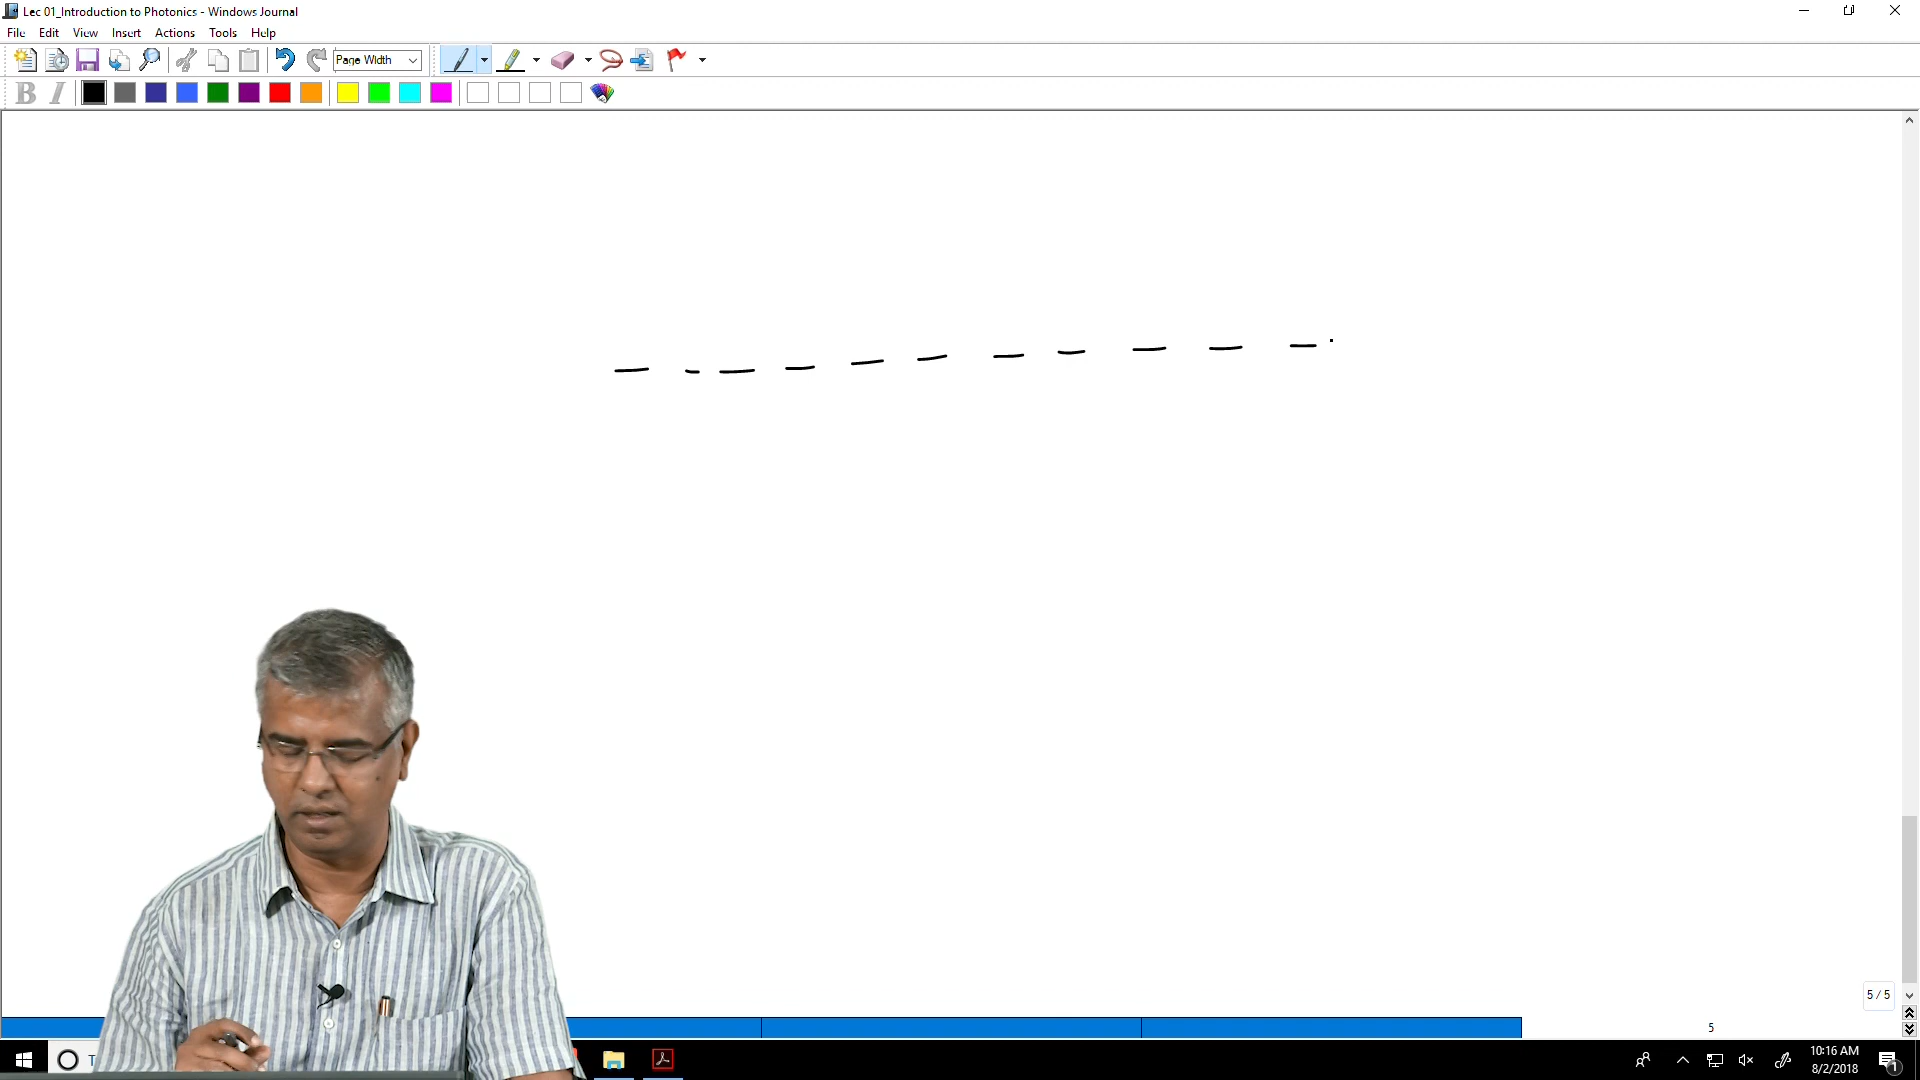 Lec 01_Introduction to Photonics - Windows Journal
File Edit View Insert Actions Tools Help
Page Width
B I
5 / 5
5
T
10:16 AM
8/2/2018
1